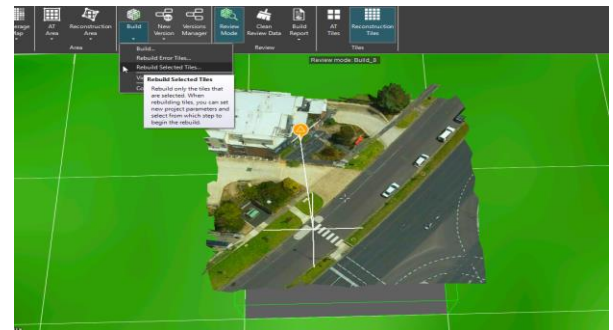 AT Area
Reconstruction Area
Build
New Version
Versions Manager
Review Mode
Clean Review Data
Build Report
AT Tiles
Reconstruction Tiles
Area
Review
Tiles
Build...
Rebuild Error Tiles...
Rebuild Selected Tiles...
Review mode: Build_8
Rebuild Selected Tiles
Rebuild only the tiles that
are selected. When
rebuilding tiles, you can set
new project parameters and
select from which step to
begin the rebuild.